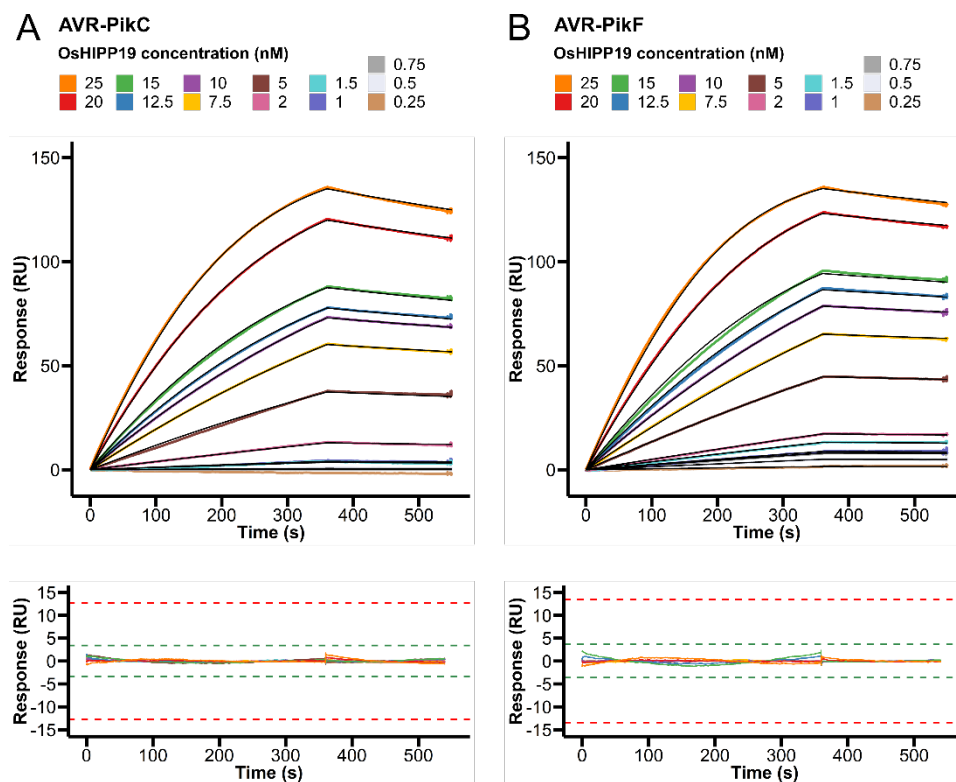 A AVR-PikC
OsHIPP19 concentration (nM)
0.75
25 15 10 5 1.5 0.5
20 12.5 7.5 2 1 0.25
Response (RU)
150
100
50
0
0 100 200 300 400 500
Time (s)
Response (RU)
15
10
5
0
-5
-10
-15
0 100 200 300 400 500
Time (s)
B AVR-PikF
OsHIPP19 concentration (nM)
0.75
25 15 10 5 1.5 0.5
20 12.5 7.5 2 1 0.25
Response (RU)
150
100
50
0
0 100 200 300 400 500
Time (s)
Response (RU)
15
10
5
0
-5
-10
-15
0 100 200 300 400 500
Time (s)